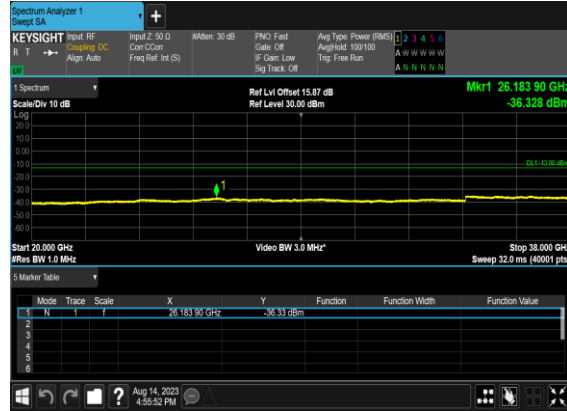 Spectrum Analyzer 1
Swept SA
KEYSIGHT Input: RF Input Z: 50 Ω #Atten: 30 dB PNO: Fast Avg Type: Power (RMS) 1 2 3 4 5 6
R T Coupling: DC Corr CCorr Gate: Off Avg|Hold: 100/100 A W W W W W
Align: Auto Freq Ref: Int (S) IF Gain: Low Trig: Free Run
Sig Track: Off A N N N N N
LW
1 Spectrum Ref Lvl Offset 15.87 dB Mkr1 26.183 90 GHz
Scale/Div 10 dB Ref Level 30.00 dBm -36.328 dBm
Log
20.0
10.0
0.00
-10.0 DL1 -13.00 dBm
-20.0
-30.0 1
-40.0
-50.0
-60.0
Start 20.000 GHz Video BW 3.0 MHz* Stop 38.000 GHz
#Res BW 1.0 MHz Sweep 32.0 ms (40001 pts)
5 Marker Table
Mode Trace Scale X Y Function Function Width Function Value
1 N 1 f 26.183 90 GHz -36.33 dBm
2
3
4
5
6
? Aug 14, 2023
4:55:52 PM